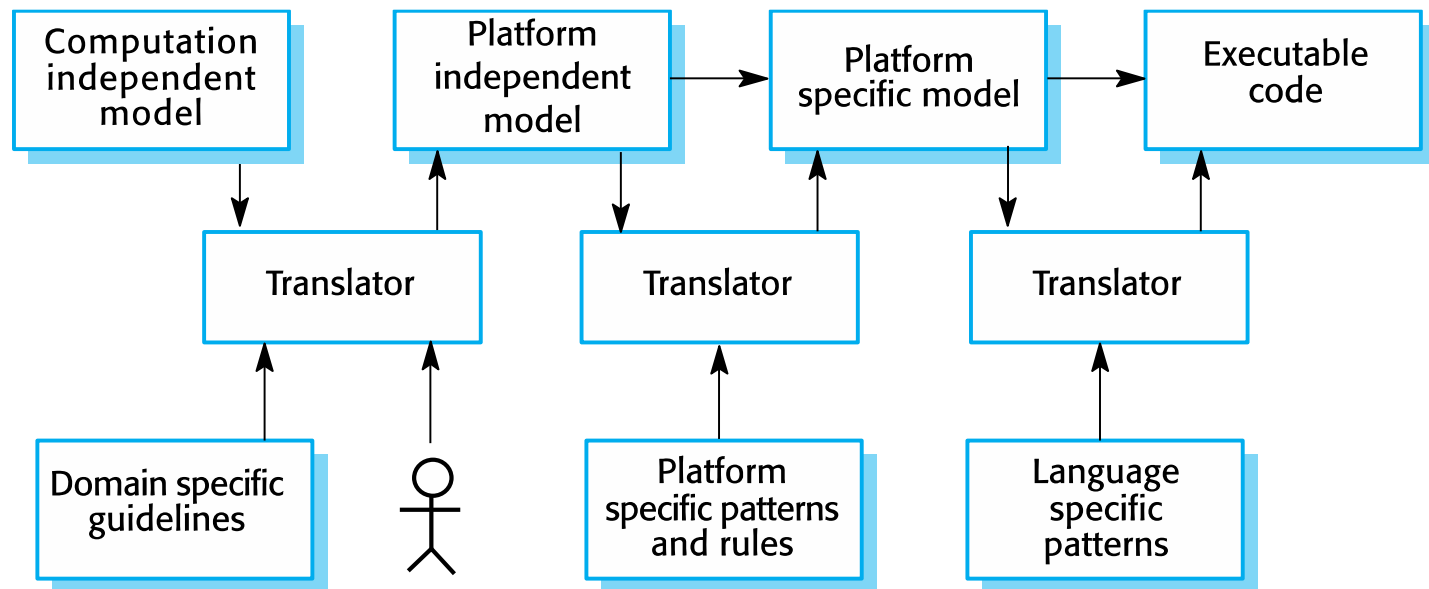 Computation
independent
model
Platform
independent
model
Platform
specific model
Executable
code
Translator
Translator
Translator
Domain specific
guidelines
Platform
specific patterns
and rules
Language
specific
patterns